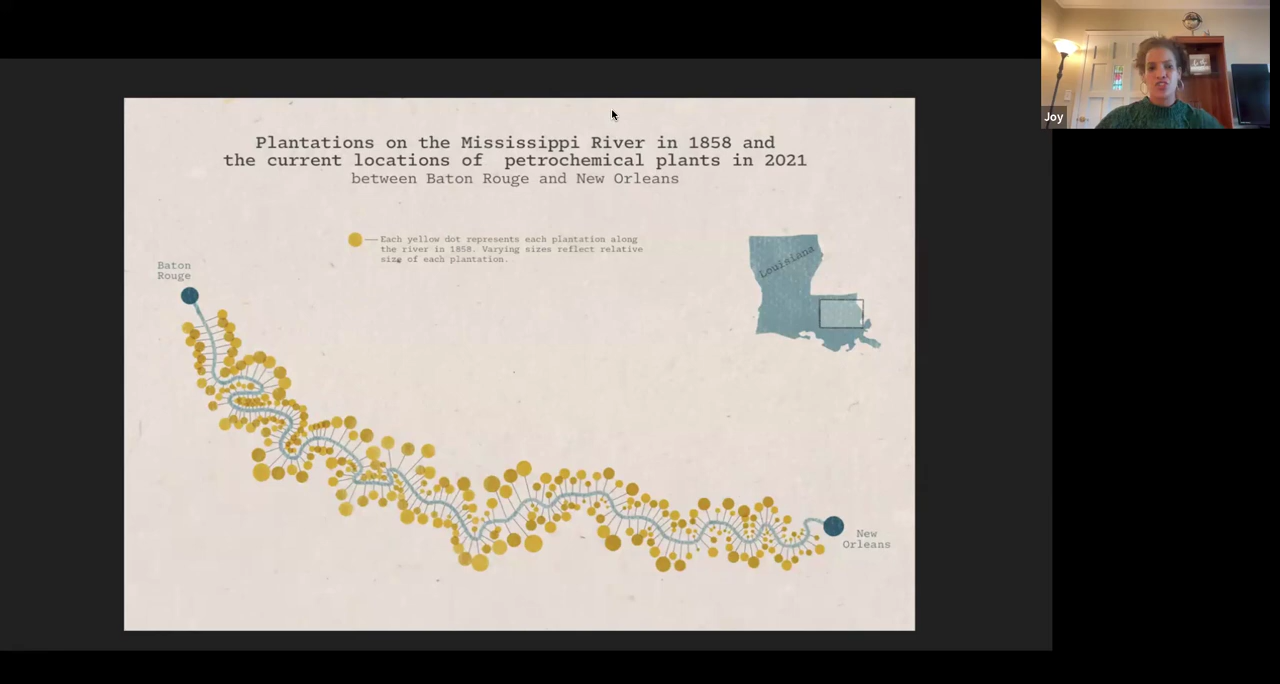 Plantations on the Mississippi River in 1858 and
the current locations of petrochemical plants in 2021
between Baton Rouge and New Orleans
Each yellow dot represents each plantation along
the river in 1858. Varying sizes reflect relative
size of each plantation.
Louisiana
Baton
Rouge
New
Orleans
Joy